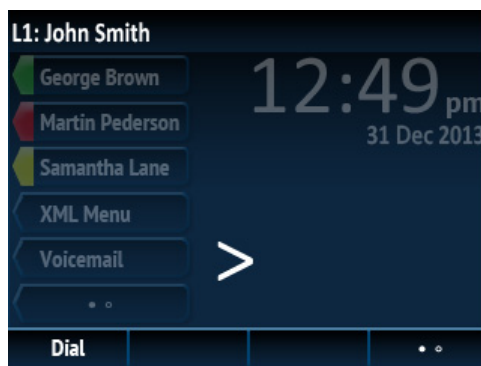 L1: John Smith
George Brown
Martin Pederson
Samantha Lane
XML Menu
Voicemail
12:49 pm
31 Dec 2013
>
Dial